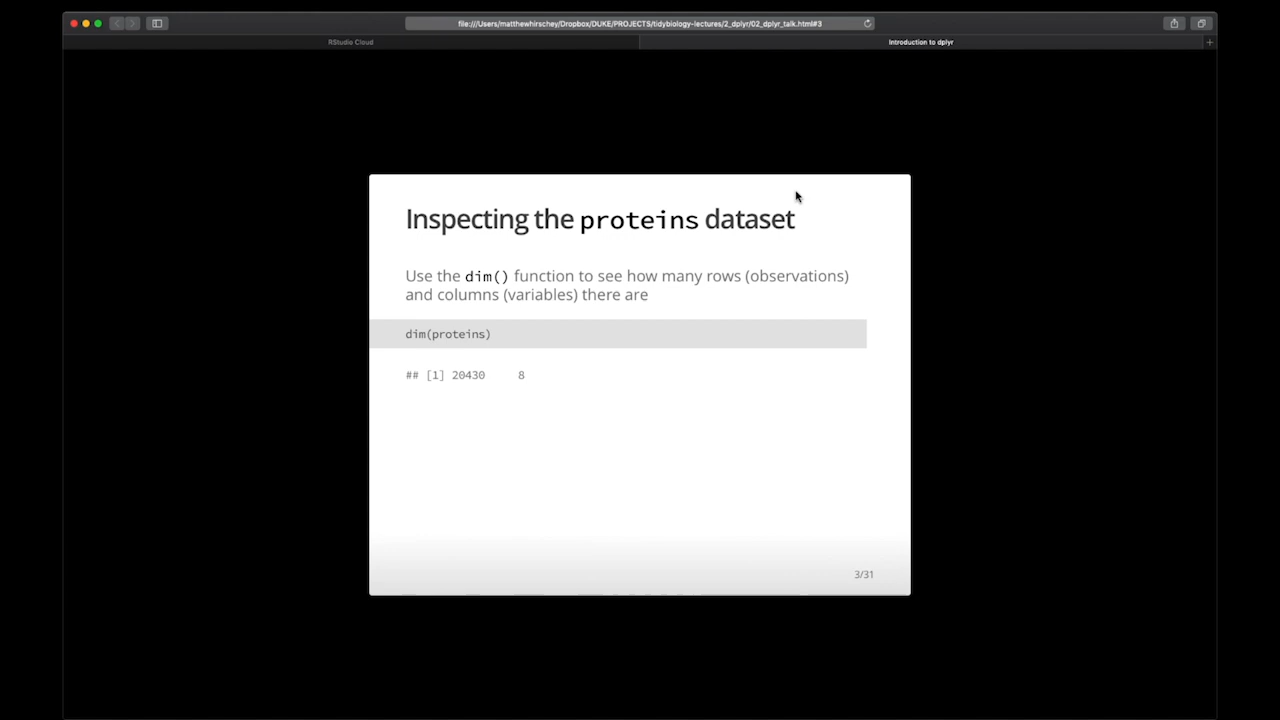 file:///Users/matthewhirschey/Dropbox/DUKE/PROJECTS/tidybiology-lectures/2_dplyr/02_dplyr_talk.html#3
RStudio Cloud
Introduction to dplyr
Inspecting the proteins dataset
Use the dim() function to see how many rows (observations)
and columns (variables) there are
dim(proteins)
## [1] 20430     8
3/31